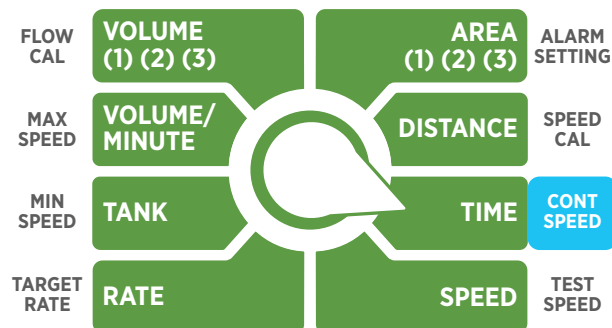 FLOW
CAL
VOLUME
(1) (2) (3)
AREA
(1) (2) (3)
ALARM
SETTING
MAX
SPEED
VOLUME/
MINUTE
DISTANCE
SPEED
CAL
MIN
SPEED
TANK
TIME
CONT
SPEED
TARGET
RATE
RATE
SPEED
TEST
SPEED